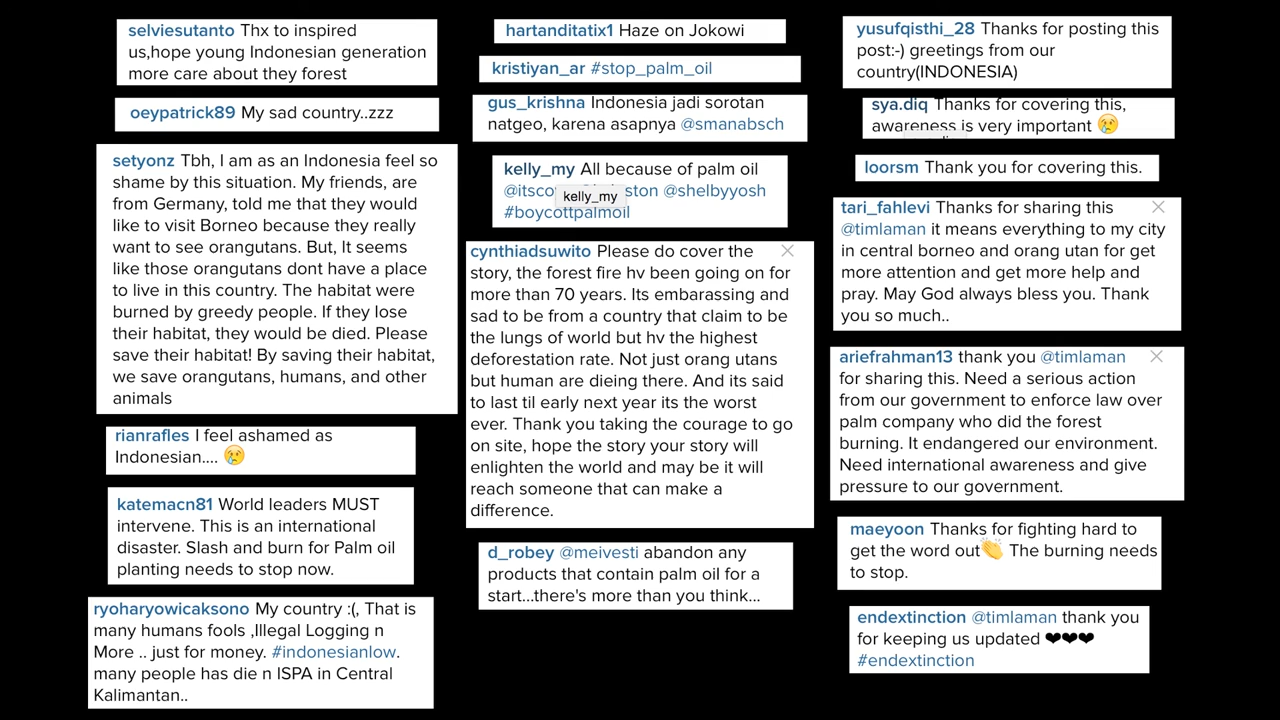 selviesutanto Thx to inspired
us,hope young Indonesian generation
more care about they forest
oeypatrick89 My sad country..zzz
setyonz Tbh, I am as an Indonesia feel so
shame by this situation. My friends, are
from Germany, told me that they would
like to visit Borneo because they really
want to see orangutans. But, It seems
like those orangutans dont have a place
to live in this country. The habitat were
burned by greedy people. If they lose
their habitat, they would be died. Please
save their habitat! By saving their habitat,
we save orangutans, humans, and other
animals
rianrafles I feel ashamed as
Indonesian.... 😢
katemacn81 World leaders MUST
intervene. This is an international
disaster. Slash and burn for Palm oil
planting needs to stop now.
ryoharyowicaksono My country :(, That is
many humans fools ,Illegal Logging n
More .. just for money. #indonesianlow.
many people has die n ISPA in Central
Kalimantan..
hartanditatix1 Haze on Jokowi
kristiyan_ar #stop_palm_oil
gus_krishna Indonesia jadi sorotan
natgeo, karena asapnya @smanabsch
kelly_my All because of palm oil
@shelbyyosh
kelly_my
#boycottpalmoil
cynthiadsuwito Please do cover the
story, the forest fire hv been going on for
more than 70 years. Its embarassing and
sad to be from a country that claim to be
the lungs of world but hv the highest
deforestation rate. Not just orang utans
but human are dieing there. And its said
to last til early next year its the worst
ever. Thank you taking the courage to go
on site, hope the story your story will
enlighten the world and may be it will
reach someone that can make a
difference.
d_robey @meivesti abandon any
products that contain palm oil for a
start...there's more than you think...
yusufqisthi_28 Thanks for posting this
post:-) greetings from our
country(INDONESIA)
sya.diq Thanks for covering this,
awareness is very important 😢
loorsm Thank you for covering this.
tari_fahlevi Thanks for sharing this
@timlaman it means everything to my city
in central borneo and orang utan for get
more attention and get more help and
pray. May God always bless you. Thank
you so much..
ariefrahman13 thank you @timlaman
for sharing this. Need a serious action
from our government to enforce law over
palm company who did the forest
burning. It endangered our environment.
Need international awareness and give
pressure to our government.
maeyoon Thanks for fighting hard to
get the word out👏 The burning needs
to stop.
endextinction @timlaman thank you
for keeping us updated ❤❤❤
#endextinction